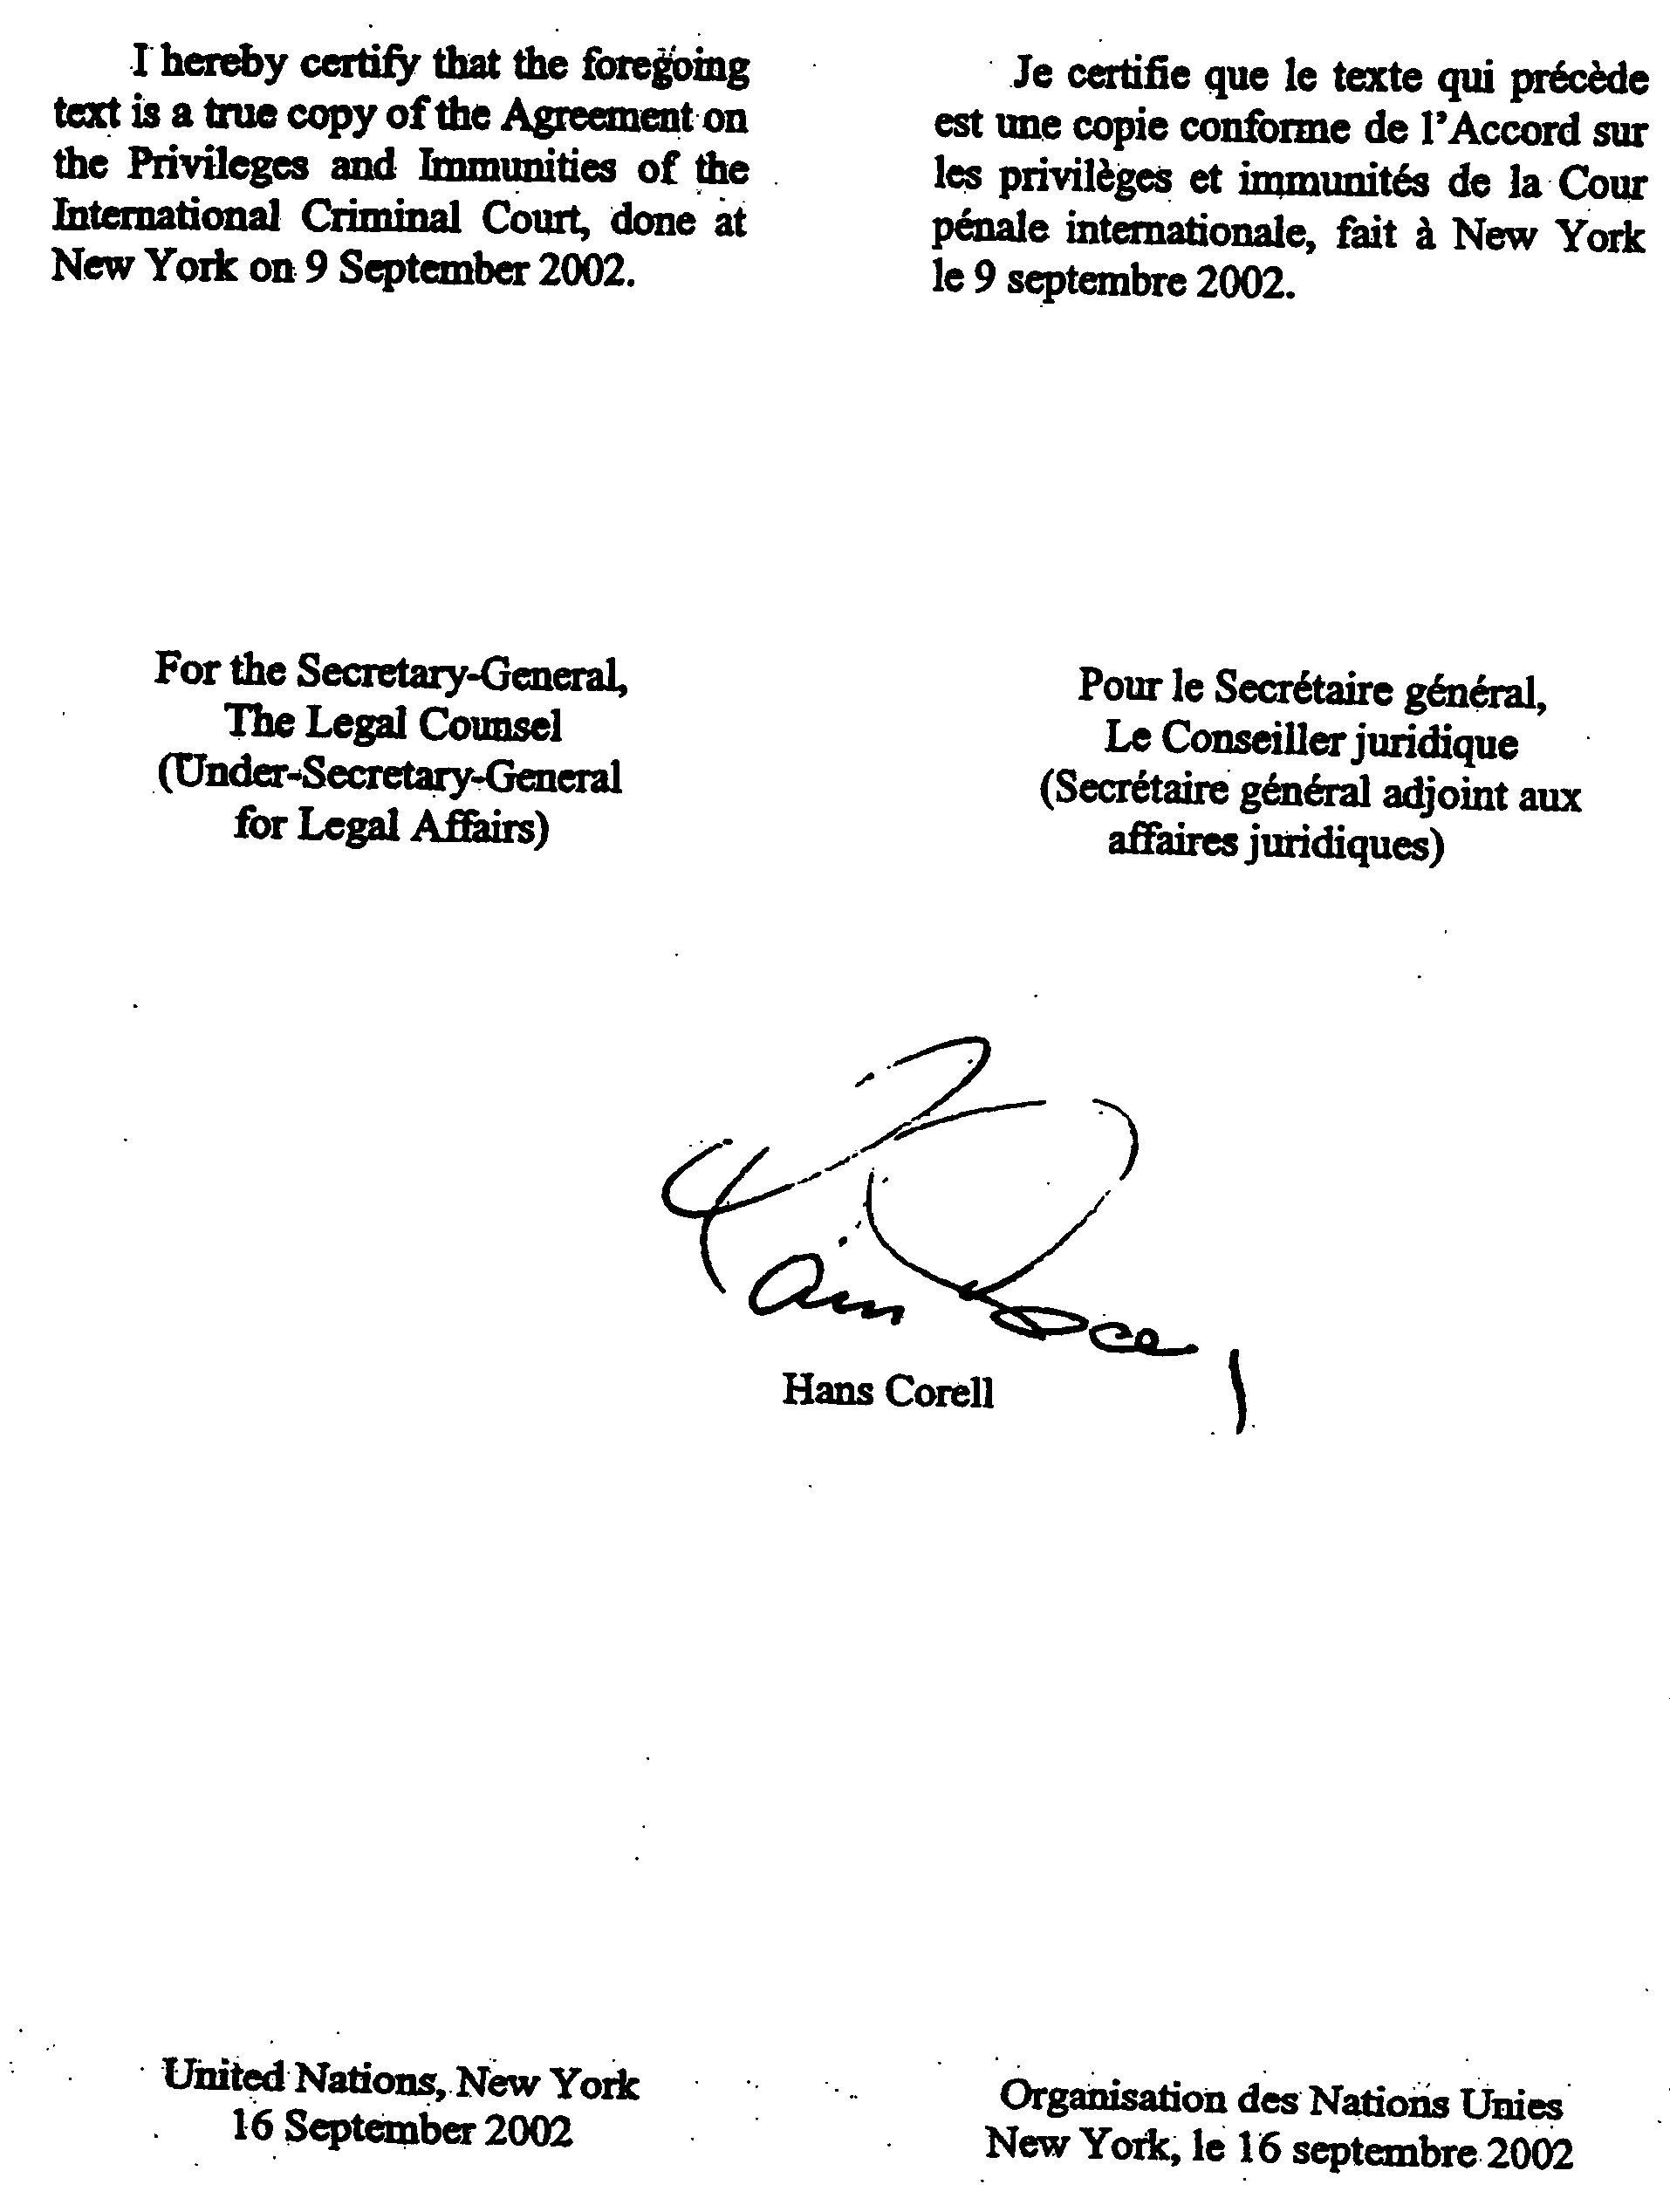 I hereby certify that the foregoing
text is a true copy of the Agreement on
the Privileges and Immunities of the
International Criminal Court, done at
New York on 9 September 2002.
Je certifie que le texte qui précède
est une copie conforme de l'Accord sur
les privilèges et immunités de la Cour
pénale internationale, fait à New York
le 9 septembre 2002.
For the Secretary-General,
The Legal Counsel
(Under-Secretary-General
for Legal Affairs)
Pour le Secrétaire général,
Le Conseiller juridique
(Secrétaire général adjoint aux
affaires juridiques)
Hans Corell
United Nations, New York
16 September 2002
Organisation des Nations Unies
New York, le 16 septembre 2002